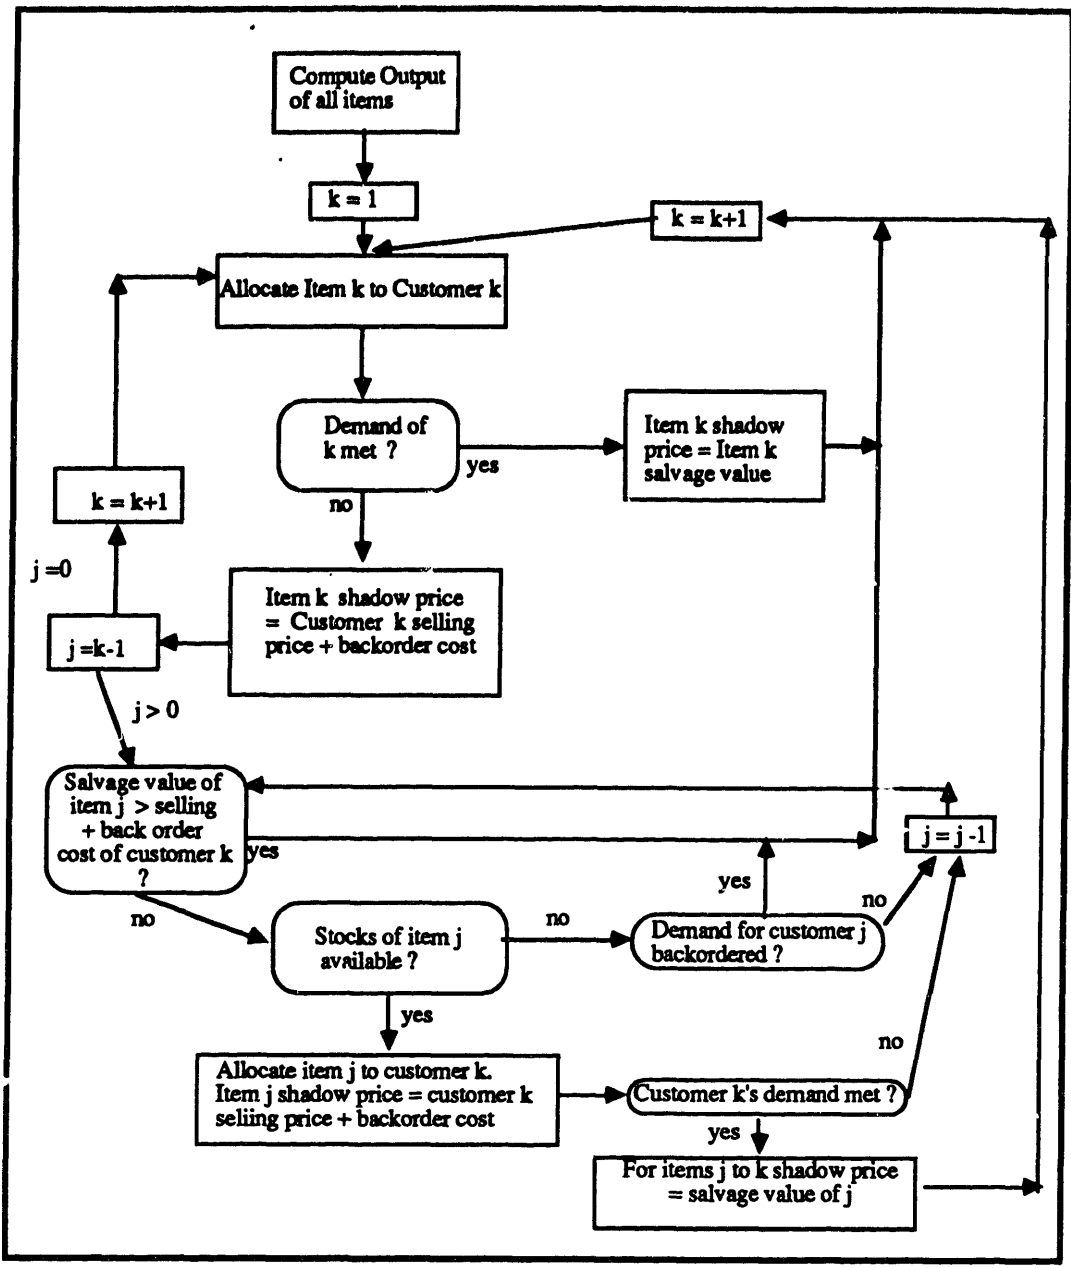 Compute Output
of all items
k = 1
k = k+1
Allocate Item k to Customer k
Demand of
k met ?
yes
no
Item k shadow
price = Item k
salvage value
k = k+1
j =0
Item k shadow price
= Customer k selling
price + backorder cost
j =k-1
j > 0
Salvage value of
item j > selling
+ back order
cost of customer k
?
yes
no
j = j -1
Stocks of item j
available ?
no
yes
Demand for customer j
backordered ?
yes
no
Allocate item j to customer k.
Item j shadow price = customer k
seliing price + backorder cost
Customer k's demand met ?
no
yes
For items j to k shadow price
= salvage value of j